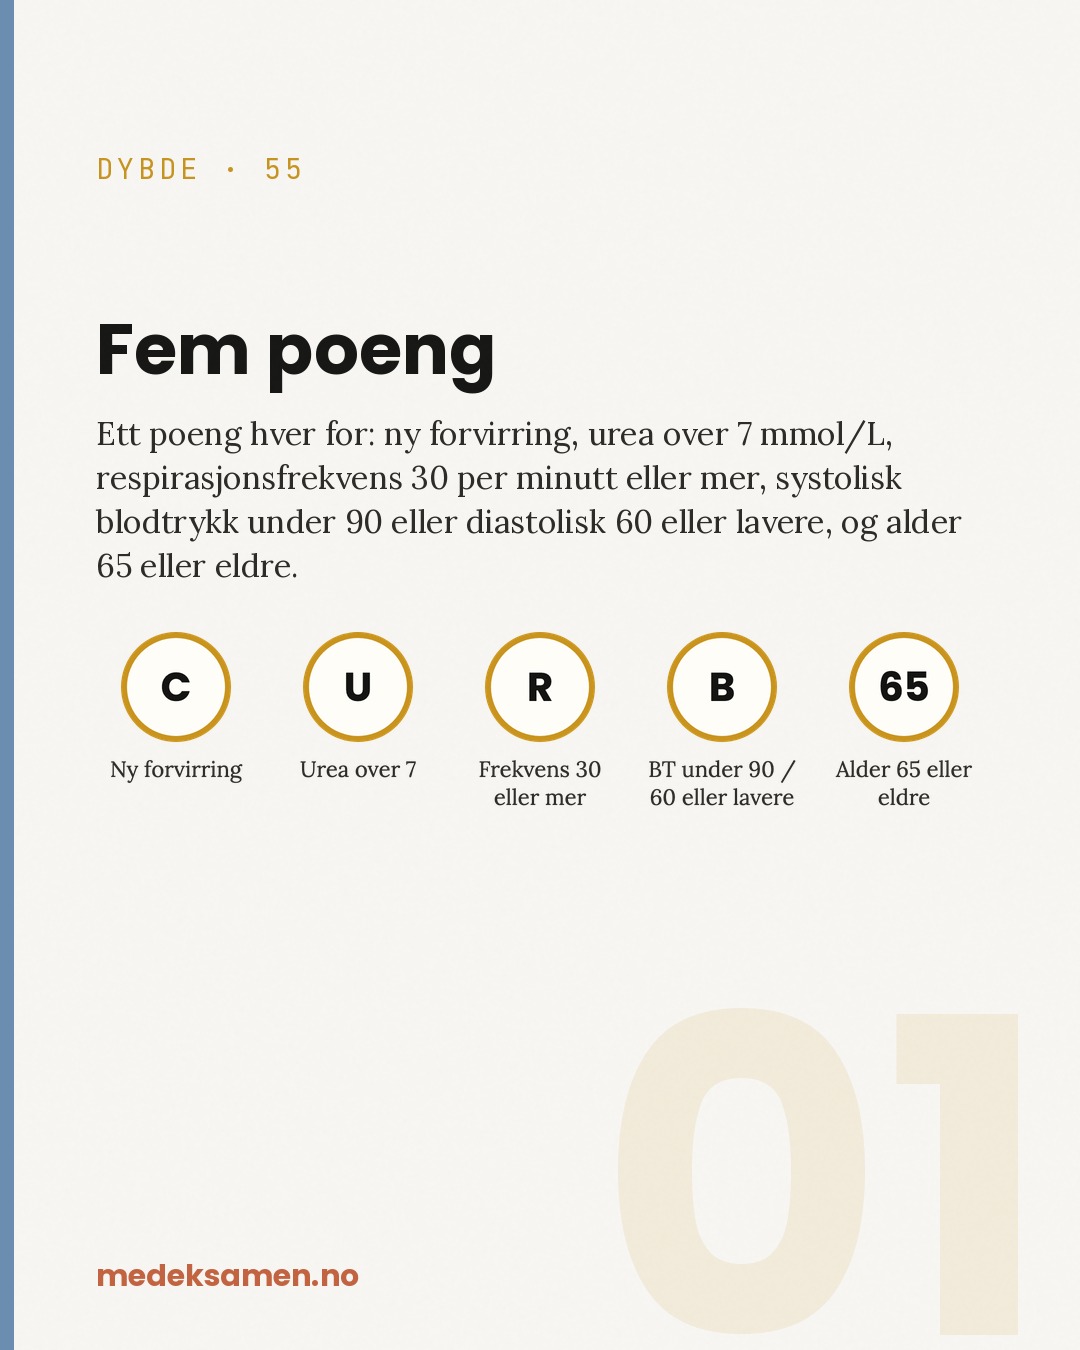 DYBDE · 55
Fem poeng
Ett poeng hver for: ny forvirring, urea over 7 mmol/L,
respirasjonsfrekvens 30 per minutt eller mer, systolisk
blodtrykk under 90 eller diastolisk 60 eller lavere, og alder
65 eller eldre.
C
Ny forvirring
U
Urea over 7
R
Frekvens 30
eller mer
B
BT under 90 /
60 eller lavere
65
Alder 65 eller
eldre
01
medeksamen.no